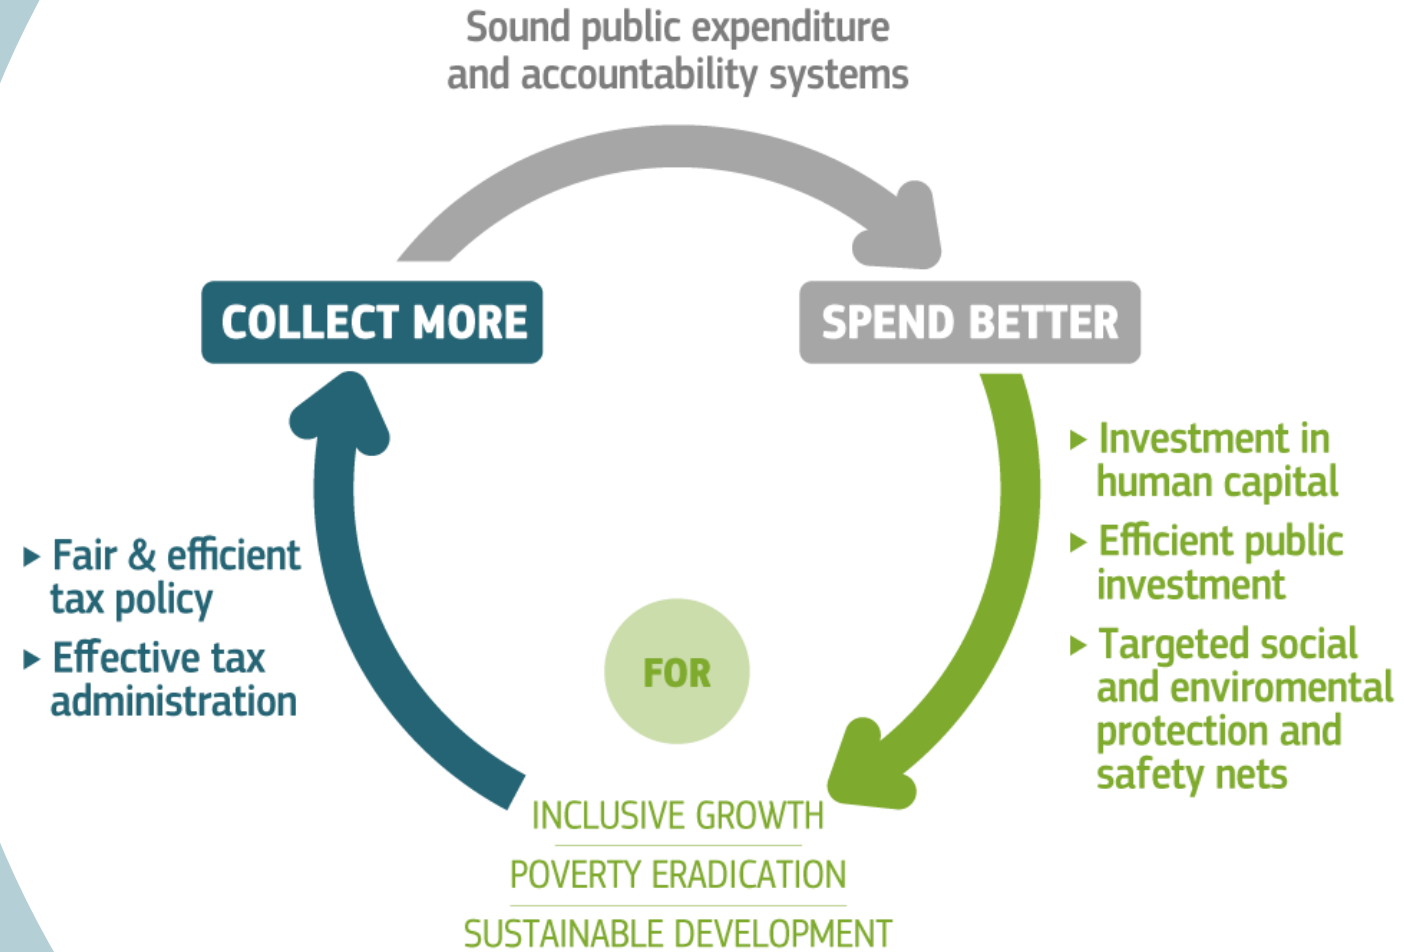 Sound public expenditure
and accountability systems
COLLECT MORE
SPEND BETTER
▸ Investment in
human capital
▸ Efficient public
investment
▸ Targeted social
and enviromental
protection and
safety nets
▸ Fair & efficient
tax policy
▸ Effective tax
administration
FOR
INCLUSIVE GROWTH
POVERTY ERADICATION
SUSTAINABLE DEVELOPMENT